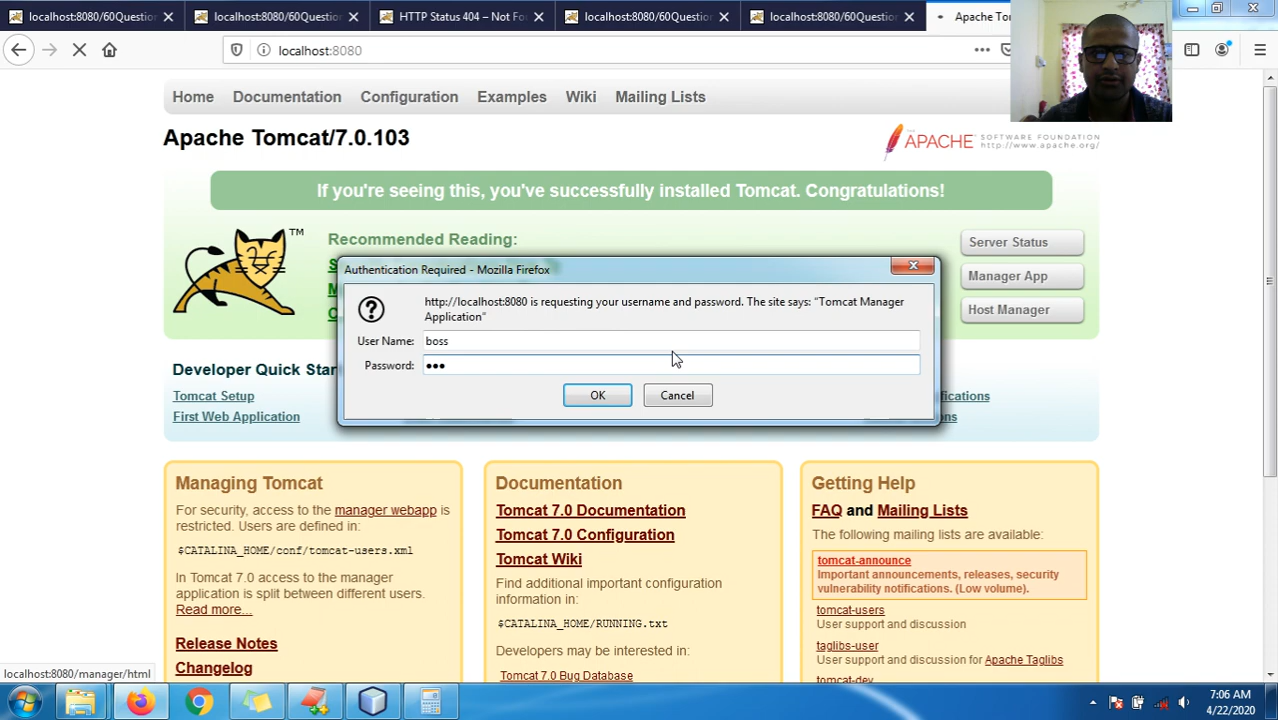 localhost:8080/60Question
localhost:8080/60Question
HTTP Status 404 – Not Fo
localhost:8080/60Question
localhost:8080/60Question
Apache To
localhost:8080
Home Documentation Configuration Examples Wiki Mailing Lists
Apache Tomcat/7.0.103
APACHE SOFTWARE FOUNDATION
http://www.apache.org/
If you're seeing this, you've successfully installed Tomcat. Congratulations!
TM
Recommended Reading:
Server Status
Manager App
Host Manager
Authentication Required - Mozilla Firefox
http://localhost:8080 is requesting your username and password. The site says: “Tomcat Manager
Application”
User Name: boss
Password: •••
OK Cancel
Developer Quick Star
Tomcat Setup
First Web Application
Managing Tomcat
For security, access to the manager webapp is
restricted. Users are defined in:
$CATALINA_HOME/conf/tomcat-users.xml
In Tomcat 7.0 access to the manager
application is split between different users.
Read more...
Release Notes
Changelog
Documentation
Tomcat 7.0 Documentation
Tomcat 7.0 Configuration
Tomcat Wiki
Find additional important configuration
information in:
$CATALINA_HOME/RUNNING.txt
Developers may be interested in:
Tomcat 7.0 Bug Database
Getting Help
FAQ and Mailing Lists
The following mailing lists are available:
tomcat-announce
Important announcements, releases, security
vulnerability notifications. (Low volume).
tomcat-users
User support and discussion
taglibs-user
User support and discussion for Apache Taglibs
tomcat-dev
localhost:8080/manager/html
7:06 AM
4/22/2020